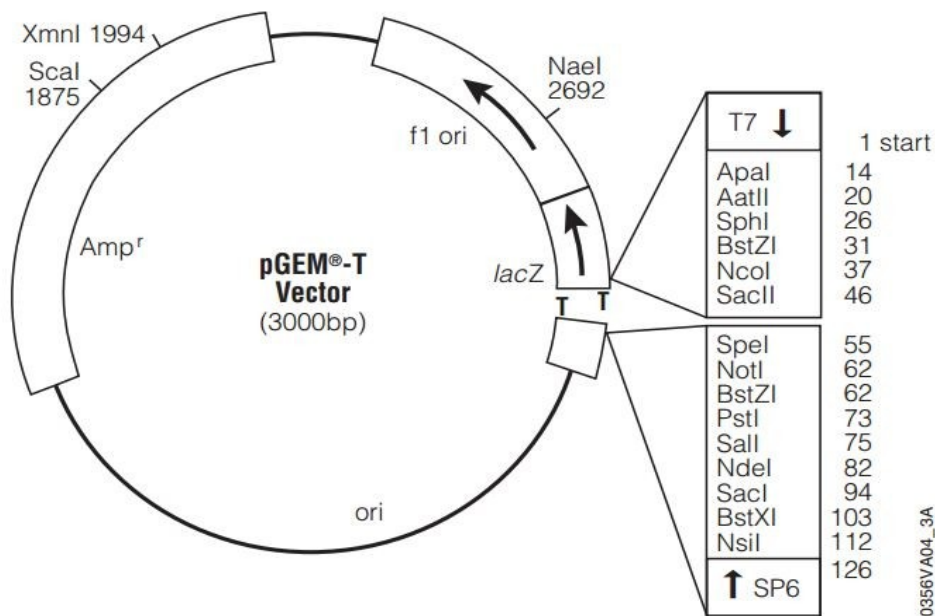 XmnI 1994
ScaI
1875
NaeI
2692
f1 ori
Ampʳ
pGEM®-T
Vector
(3000bp)
lacZ
T T
ori
T7 ↓
1 start
ApaI 14
AatII 20
SphI 26
BstZI 31
NcoI 37
SacII 46
SpeI 55
NotI 62
BstZI 62
PstI 73
SalI 75
NdeI 82
SacI 94
BstXI 103
NsiI 112
↑ SP6 126
0356VA04_3A